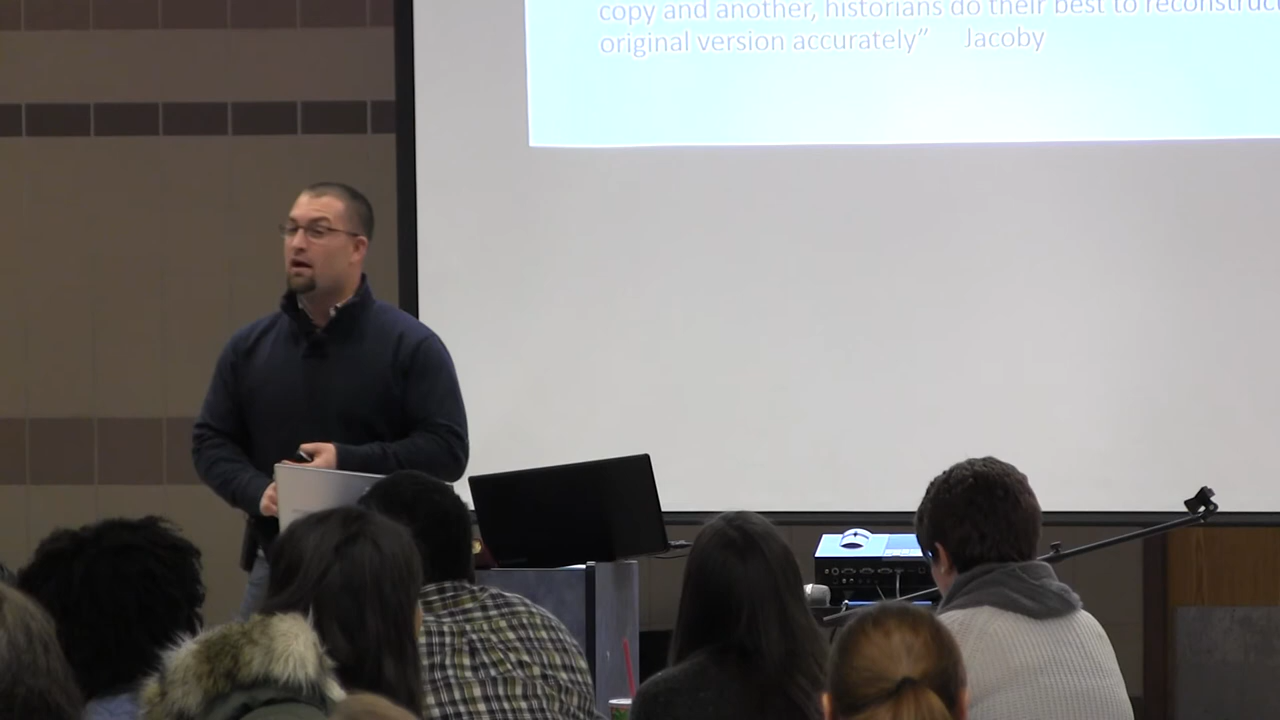 copy and another, historians do their best to reconstruct
original version accurately” Jacoby